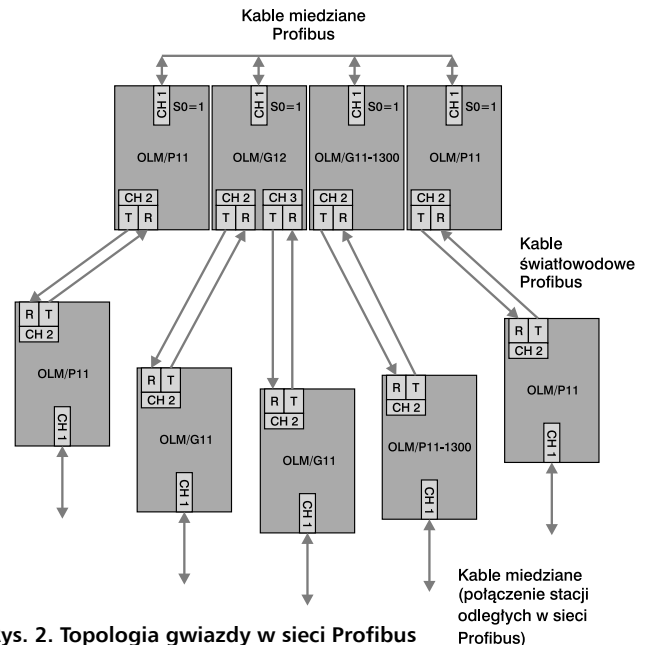 Kable miedziane
Profibus
CH 1 S0=1 CH 1 S0=1 CH 1 S0=1 CH 1 S0=1
OLM/P11 OLM/G12 OLM/G11-1300 OLM/P11
CH 2 CH 2 CH 3 CH 2 CH 2
T R T R T R T R T R
Kable
światłowodowe
Profibus
R T
CH 2
OLM/P11
CH 1
R T
CH 2
OLM/G11
CH 1
R T
CH 2
OLM/G11
CH 1
R T
CH 2
OLM/P11-1300
CH 1
R T
CH 2
OLM/P11
CH 1
Kable miedziane
(połączenie stacji
odległych w sieci
Profibus)
ys. 2. Topologia gwiazdy w sieci Profibus